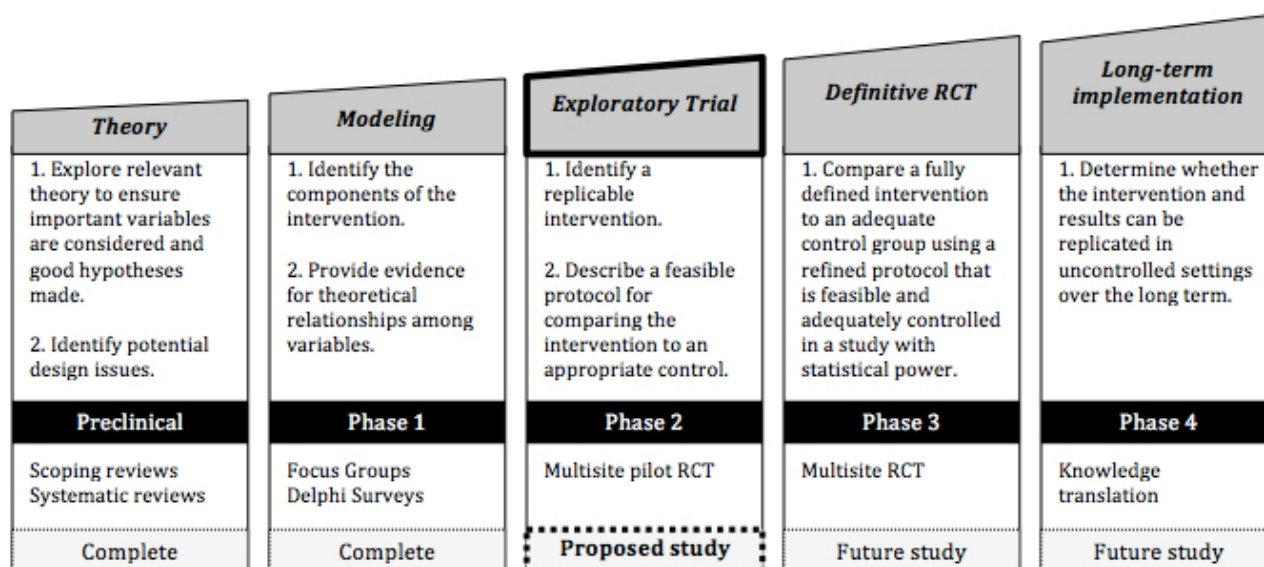 Theory
1. Explore relevant
theory to ensure
important variables
are considered and
good hypotheses
made.
2. Identify potential
design issues.
Preclinical
Scoping reviews
Systematic reviews
Complete
Modeling
1. Identify the
components of the
intervention.
2. Provide evidence
for theoretical
relationships among
variables.
Phase 1
Focus Groups
Delphi Surveys
Complete
Exploratory Trial
1. Identify a
replicable
intervention.
2. Describe a feasible
protocol for
comparing the
intervention to an
appropriate control.
Phase 2
Multisite pilot RCT
Proposed study
Definitive RCT
1. Compare a fully
defined intervention
to an adequate
control group using a
refined protocol that
is feasible and
adequately controlled
in a study with
statistical power.
Phase 3
Multisite RCT
Future study
Long-term
implementation
1. Determine whether
the intervention and
results can be
replicated in
uncontrolled settings
over the long term.
Phase 4
Knowledge
translation
Future study